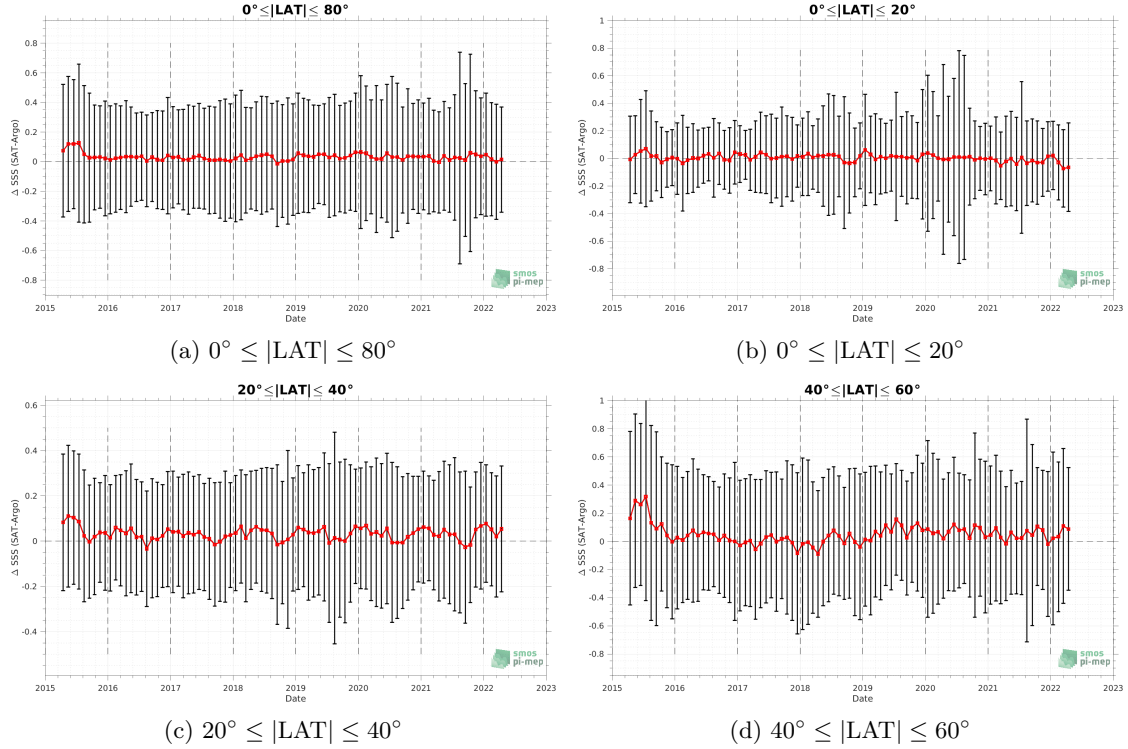 0°≤|LAT|≤ 80°
0.8
0.6
0.4
0.2
0
-0.2
-0.4
-0.6
-0.8
Δ SSS (SAT-Argo)
2015 2016 2017 2018 2019 2020 2021 2022 2023
Date
smos
pi-mep
(a) 0° ≤ |LAT| ≤ 80°
0°≤|LAT|≤ 20°
1
0.8
0.6
0.4
0.2
0
-0.2
-0.4
-0.6
-0.8
Δ SSS (SAT-Argo)
2015 2016 2017 2018 2019 2020 2021 2022 2023
Date
smos
pi-mep
(b) 0° ≤ |LAT| ≤ 20°
20°≤|LAT|≤ 40°
0.6
0.4
0.2
0
-0.2
-0.4
Δ SSS (SAT-Argo)
2015 2016 2017 2018 2019 2020 2021 2022 2023
Date
smos
pi-mep
(c) 20° ≤ |LAT| ≤ 40°
40°≤|LAT|≤ 60°
1
0.8
0.6
0.4
0.2
0
-0.2
-0.4
-0.6
-0.8
Δ SSS (SAT-Argo)
2015 2016 2017 2018 2019 2020 2021 2022 2023
Date
smos
pi-mep
(d) 40° ≤ |LAT| ≤ 60°